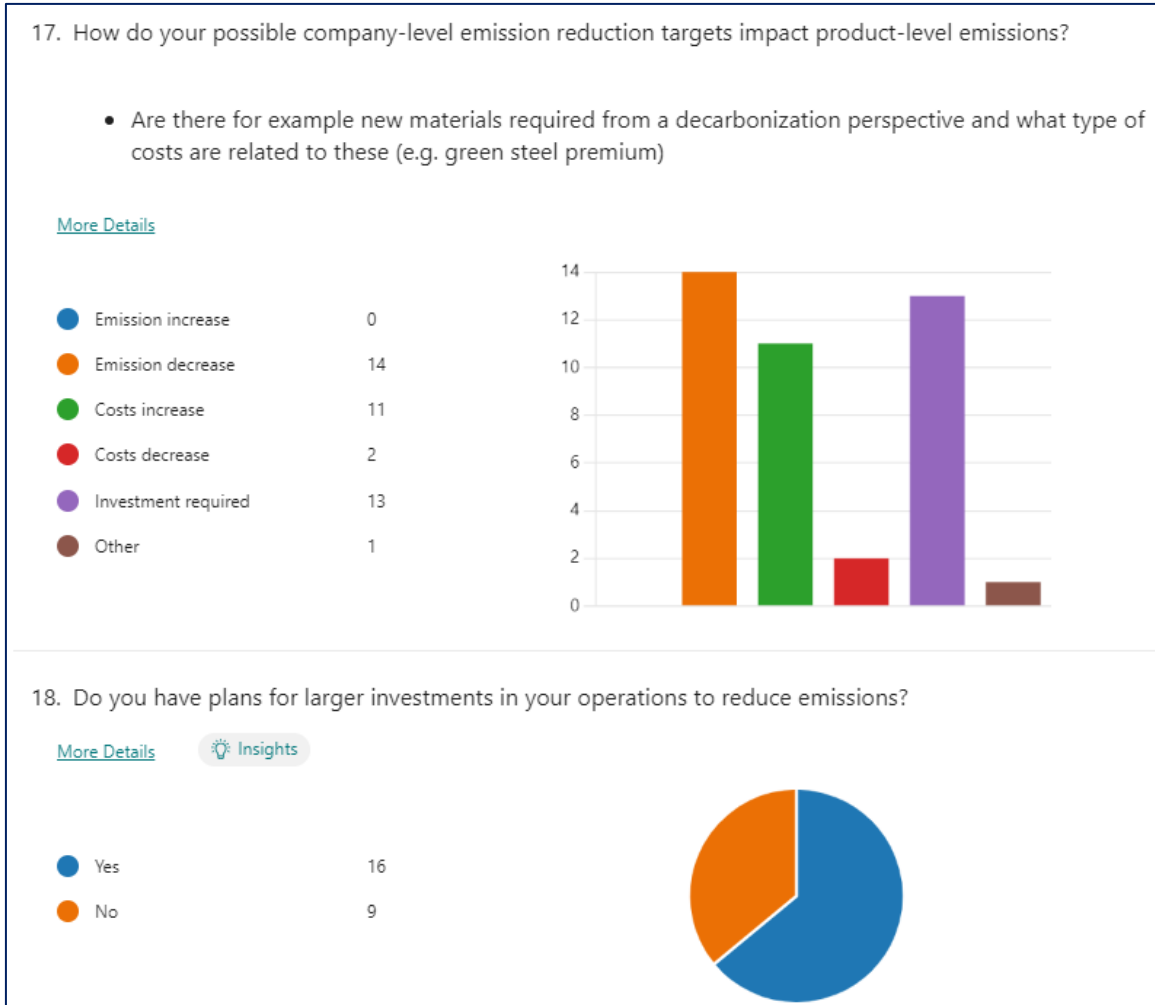 17. How do your possible company-level emission reduction targets impact product-level emissions?
• Are there for example new materials required from a decarbonization perspective and what type of
costs are related to these (e.g. green steel premium)
More Details
Emission increase 0
Emission decrease 14
Costs increase 11
Costs decrease 2
Investment required 13
Other 1
14
12
10
8
6
4
2
0
18. Do you have plans for larger investments in your operations to reduce emissions?
More Details Insights
Yes 16
No 9